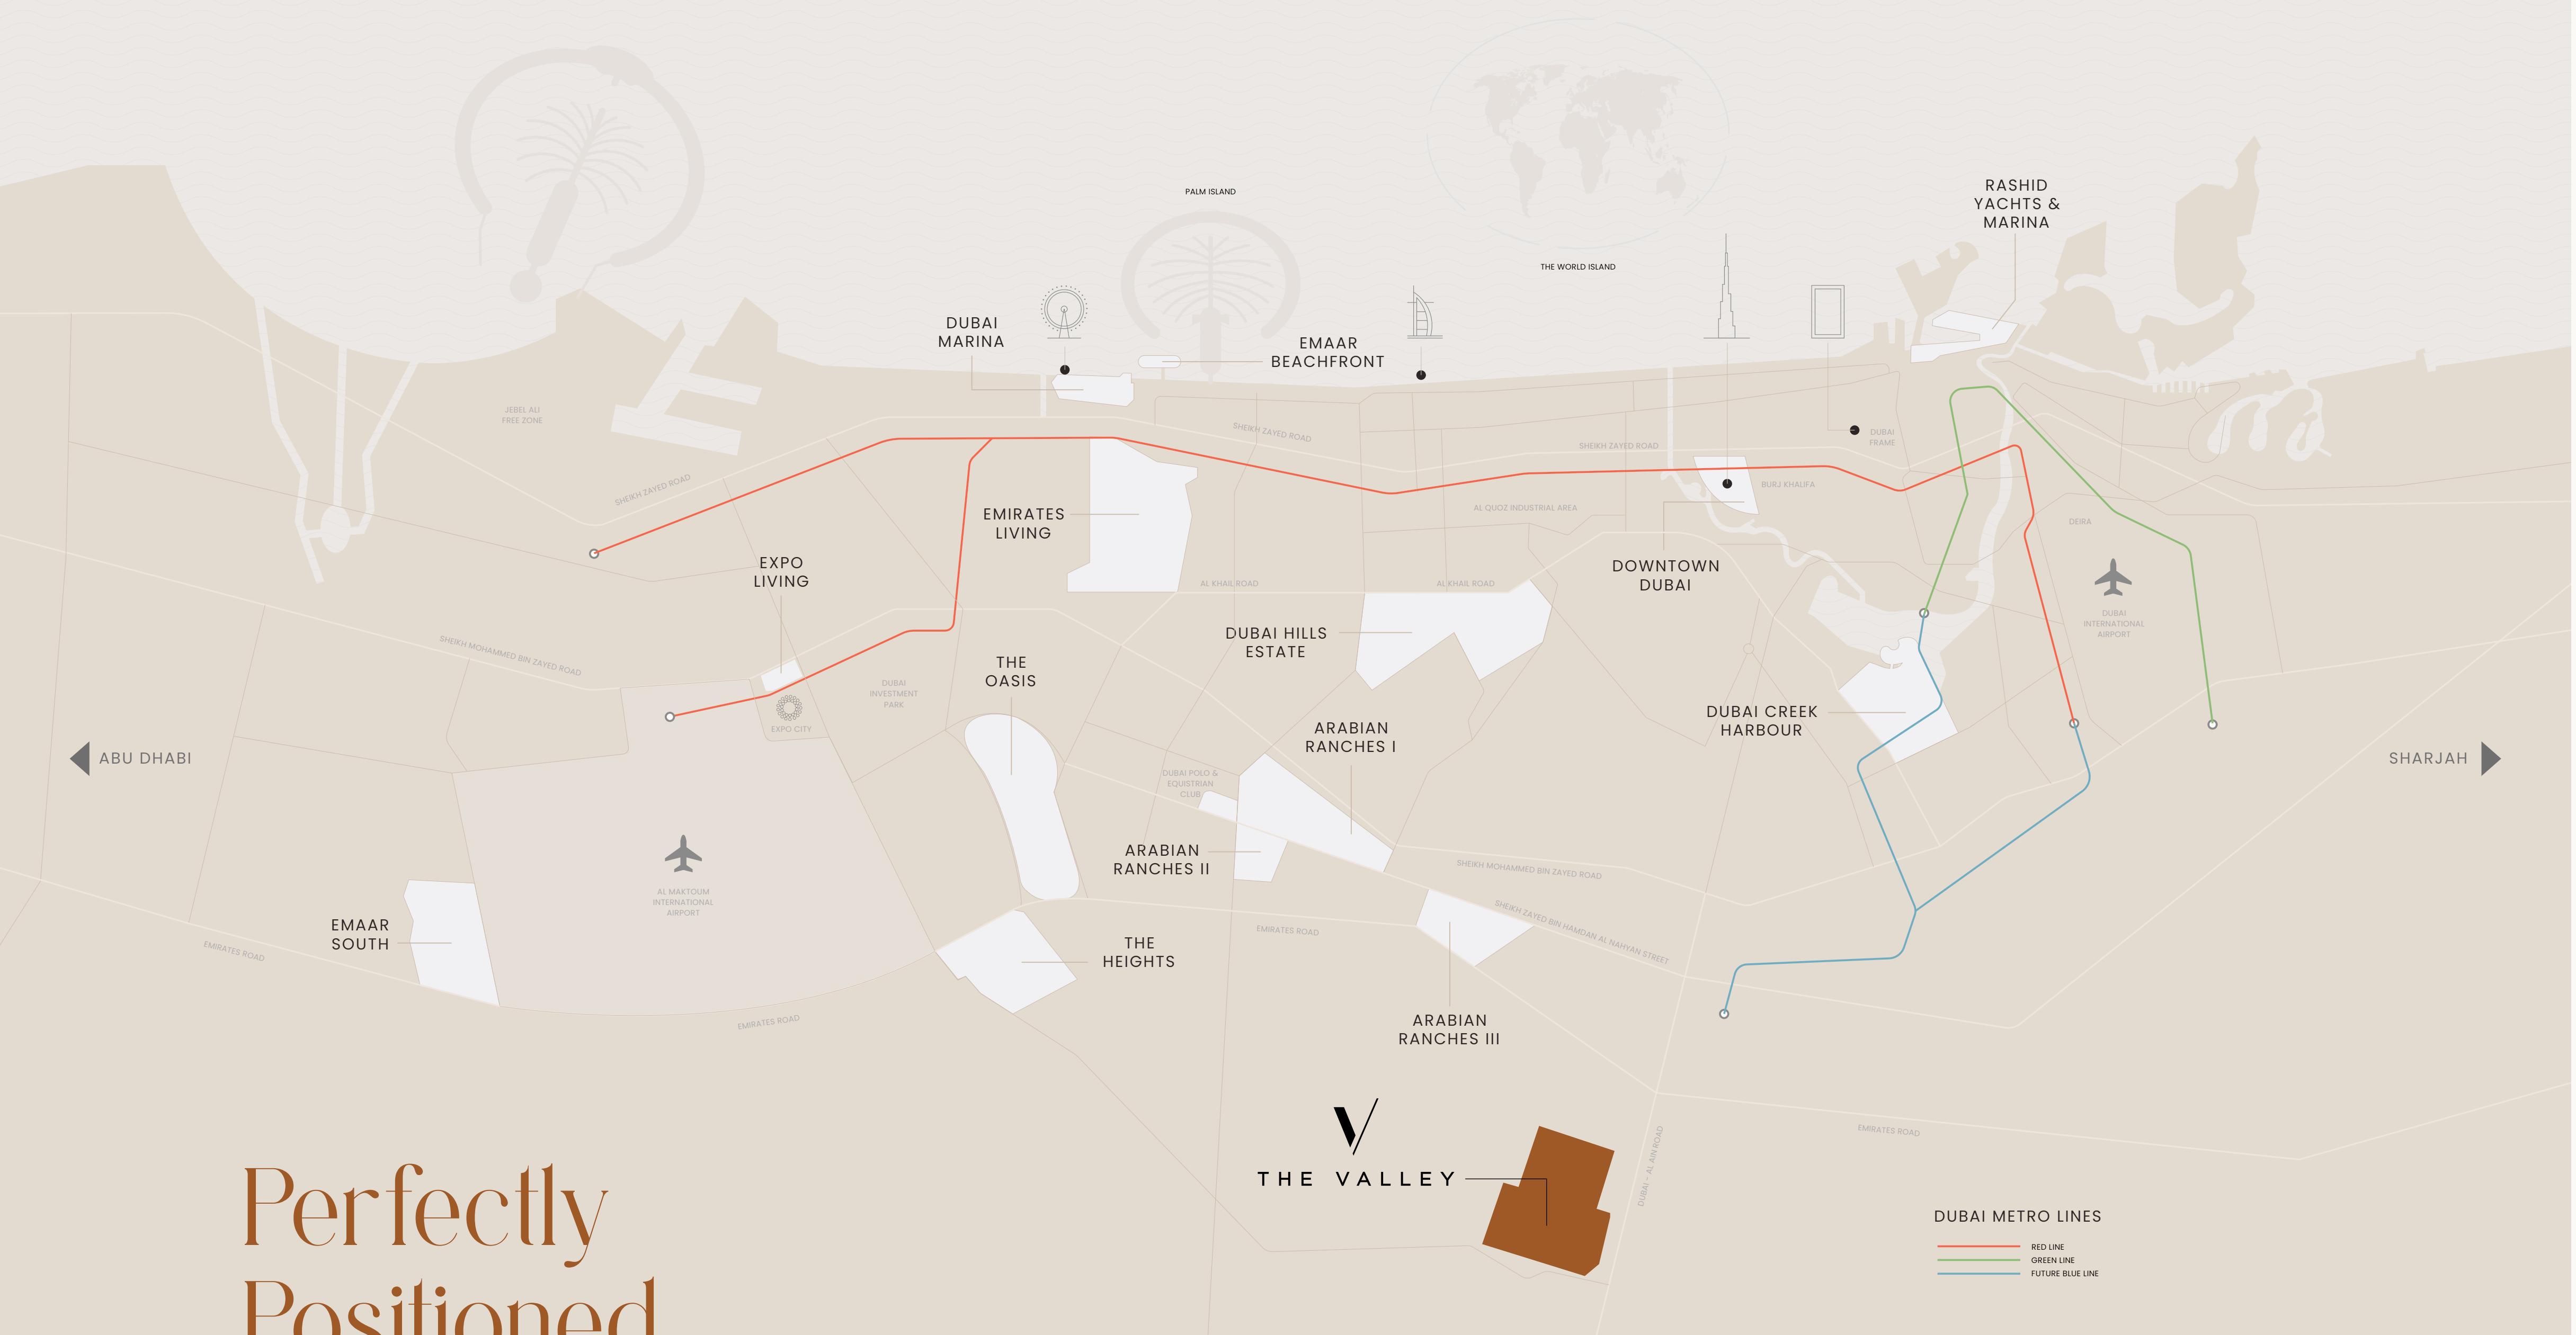 PALM ISLAND
THE WORLD ISLAND
RASHID
YACHTS &
MARINA
DUBAI
MARINA
EMAAR
BEACHFRONT
JEBEL ALI
FREE ZONE
SHEIKH ZAYED ROAD
SHEIKH ZAYED ROAD
SHEIKH ZAYED ROAD
DUBAI
FRAME
BURJ KHALIFA
AL QUOZ INDUSTRIAL AREA
DEIRA
EMIRATES
LIVING
EXPO
LIVING
DOWNTOWN
DUBAI
AL KHAIL ROAD
AL KHAIL ROAD
DUBAI
INTERNATIONAL
AIRPORT
SHEIKH MOHAMMED BIN ZAYED ROAD
DUBAI HILLS
ESTATE
THE
OASIS
DUBAI
INVESTMENT
PARK
EXPO CITY
DUBAI CREEK
HARBOUR
ARABIAN
RANCHES I
ABU DHABI
SHARJAH
DUBAI POLO &
EQUESTRIAN
CLUB
ARABIAN
RANCHES II
SHEIKH MOHAMMED BIN ZAYED ROAD
AL MAKTOUM
INTERNATIONAL
AIRPORT
SHEIKH ZAYED BIN HAMDAN AL NAHYAN STREET
EMAAR
SOUTH
EMIRATES ROAD
EMIRATES ROAD
THE
HEIGHTS
EMIRATES ROAD
ARABIAN
RANCHES III
EMIRATES ROAD
DUBAI - AL AIN ROAD
V
THE VALLEY
Perfectly
Positioned
DUBAI METRO LINES
RED LINE
GREEN LINE
FUTURE BLUE LINE